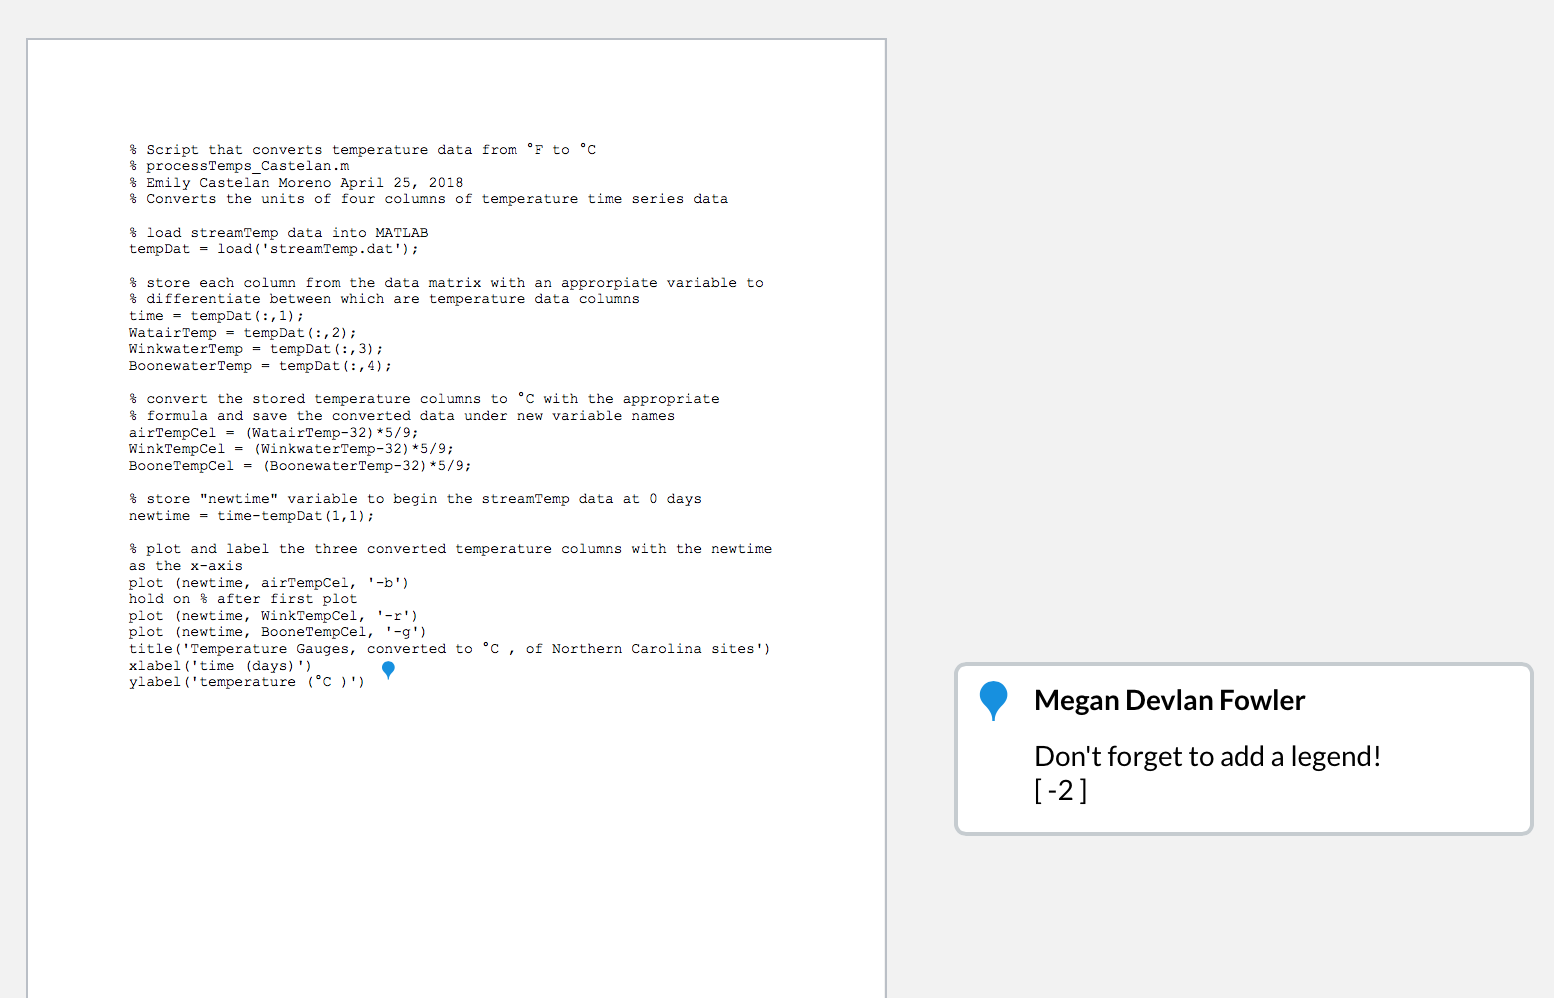 % Script that converts temperature data from °F to °C
% processTemps_Castelan.m
% Emily Castelan Moreno April 25, 2018
% Converts the units of four columns of temperature time series data
% load streamTemp data into MATLAB
tempDat = load('streamTemp.dat');
% store each column from the data matrix with an approrpiate variable to
% differentiate between which are temperature data columns
time = tempDat(:,1);
WatairTemp = tempDat(:,2);
WinkwaterTemp = tempDat(:,3);
BoonewaterTemp = tempDat(:,4);
% convert the stored temperature columns to °C with the appropriate
% formula and save the converted data under new variable names
airTempCel = (WatairTemp-32)*5/9;
WinkTempCel = (WinkwaterTemp-32)*5/9;
BooneTempCel = (BoonewaterTemp-32)*5/9;
% store "newtime" variable to begin the streamTemp data at 0 days
newtime = time-tempDat(1,1);
% plot and label the three converted temperature columns with the newtime
as the x-axis
plot (newtime, airTempCel, '-b')
hold on % after first plot
plot (newtime, WinkTempCel, '-r')
plot (newtime, BooneTempCel, '-g')
title('Temperature Gauges, converted to °C , of Northern Carolina sites')
xlabel('time (days)')
ylabel('temperature (°C )')
Megan Devlan Fowler
Don't forget to add a legend!
[ -2 ]